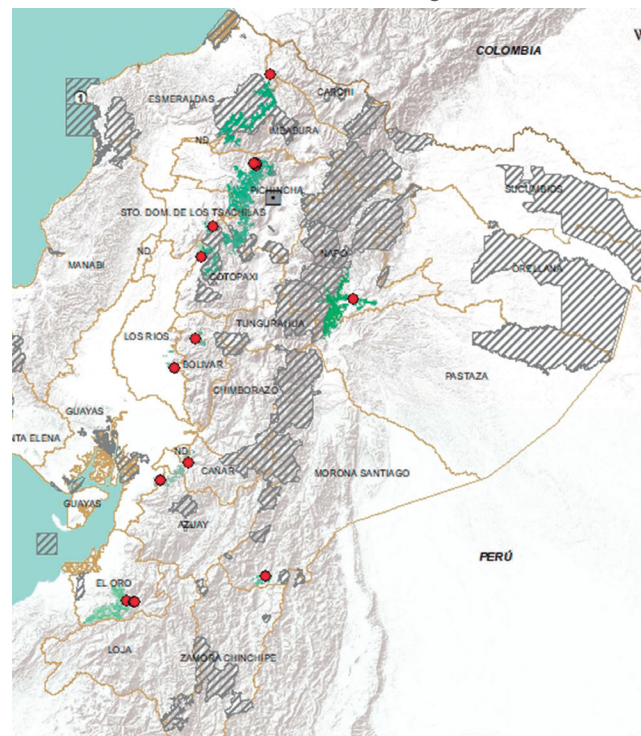 COLOMBIA
V
1
ESMERALDAS
CARCHI
IMBABURA
ND
PICHINCHA
SUCUMBIOS
STO. DOM. DE LOS TSACHILAS
ND
NAPO
MANABI
COTOPAXI
ORELLANA
LOS RIOS
TUNGURAHUA
BOLIVAR
PASTAZA
CHIMBORAZO
GUAYAS
NTA ELENA
ND
CAÑAR
MORONA SANTIAGO
GUAYAS
AZUAY
PERÚ
EL ORO
LOJA
ZAMORA CHINCHIPE